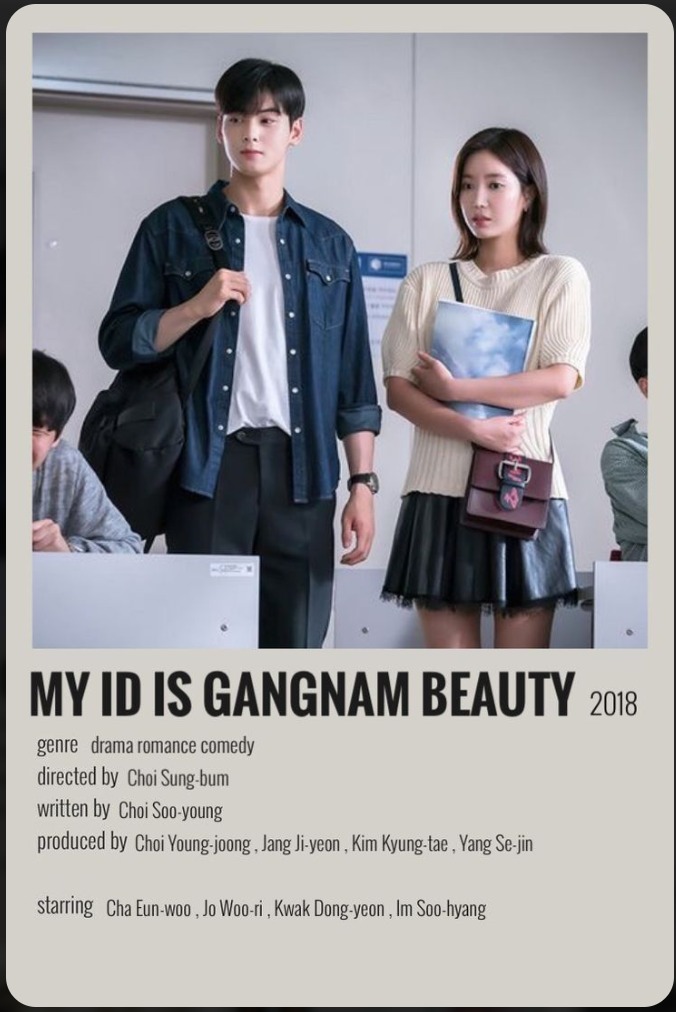 MY ID IS GANGNAM BEAUTY 2018
genre drama romance comedy
directed by Choi Sung-bum
written by Choi Soo-young
produced by Choi Young-joong , Jang Ji-yeon , Kim Kyung-tae , Yang Se-jin
starring Cha Eun-woo , Jo Woo-ri , Kwak Dong-yeon , Im Soo-hyang